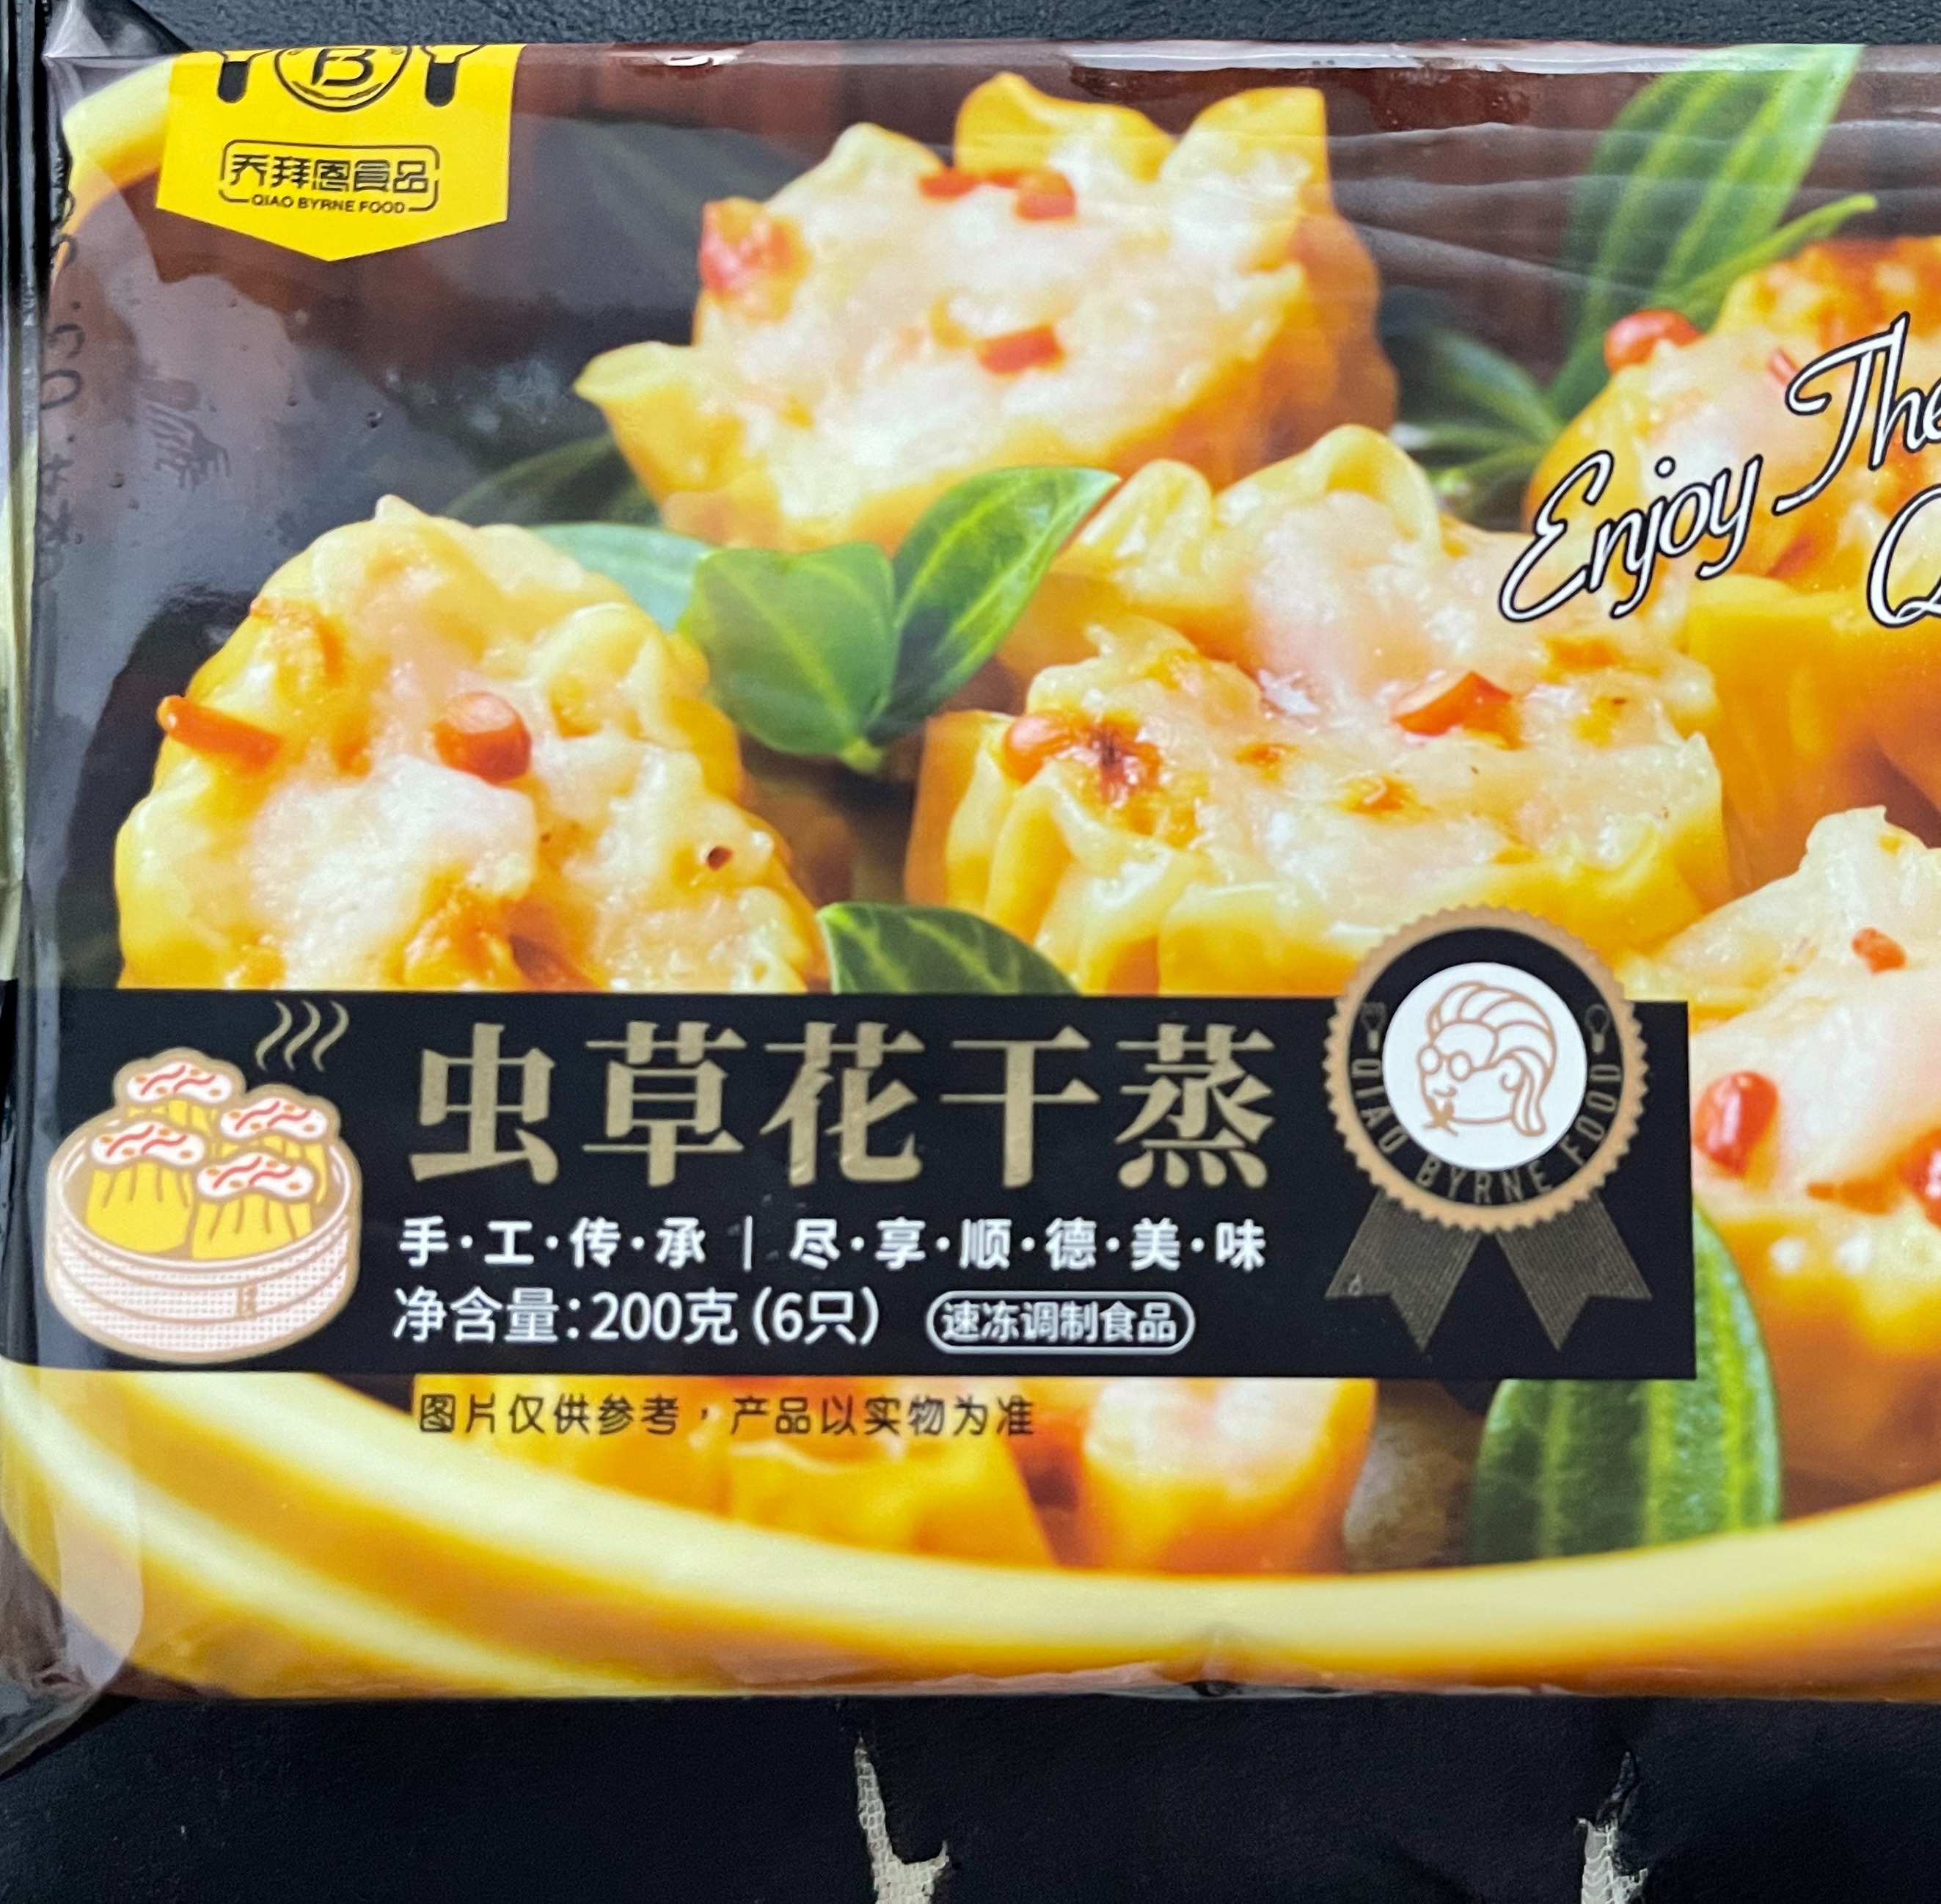 B
乔拜恩食品
QIAO BYRNE FOOD
Enjoy The
虫草花干蒸
手·工·传·承 | 尽·享·顺·德·美·味
净含量:200克(6只) 速冻调制食品
QIAO BYRNE FOOD
图片仅供参考，产品以实物为准